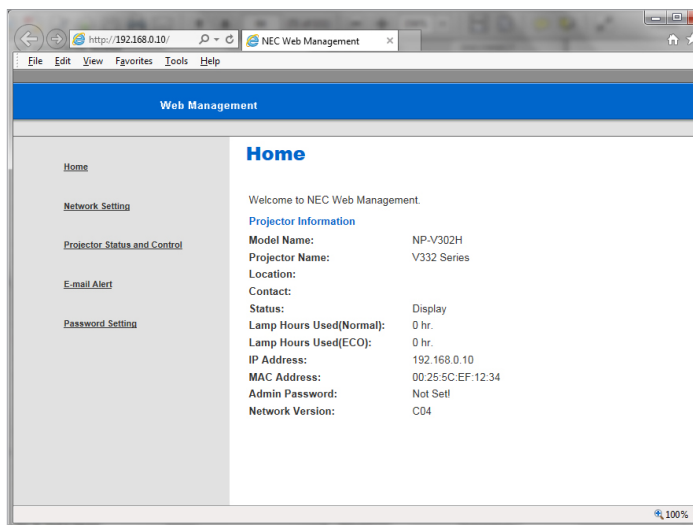 http://192.168.0.10/
NEC Web Management
File Edit View Favorites Tools Help
Web Management
Home
Network Setting
Projector Status and Control
E-mail Alert
Password Setting
Home
Welcome to NEC Web Management.
Projector Information
Model Name: NP-V302H
Projector Name: V332 Series
Location:
Contact:
Status: Display
Lamp Hours Used(Normal): 0 hr.
Lamp Hours Used(ECO): 0 hr.
IP Address: 192.168.0.10
MAC Address: 00:25:5C:EF:12:34
Admin Password: Not Set!
Network Version: C04
100%